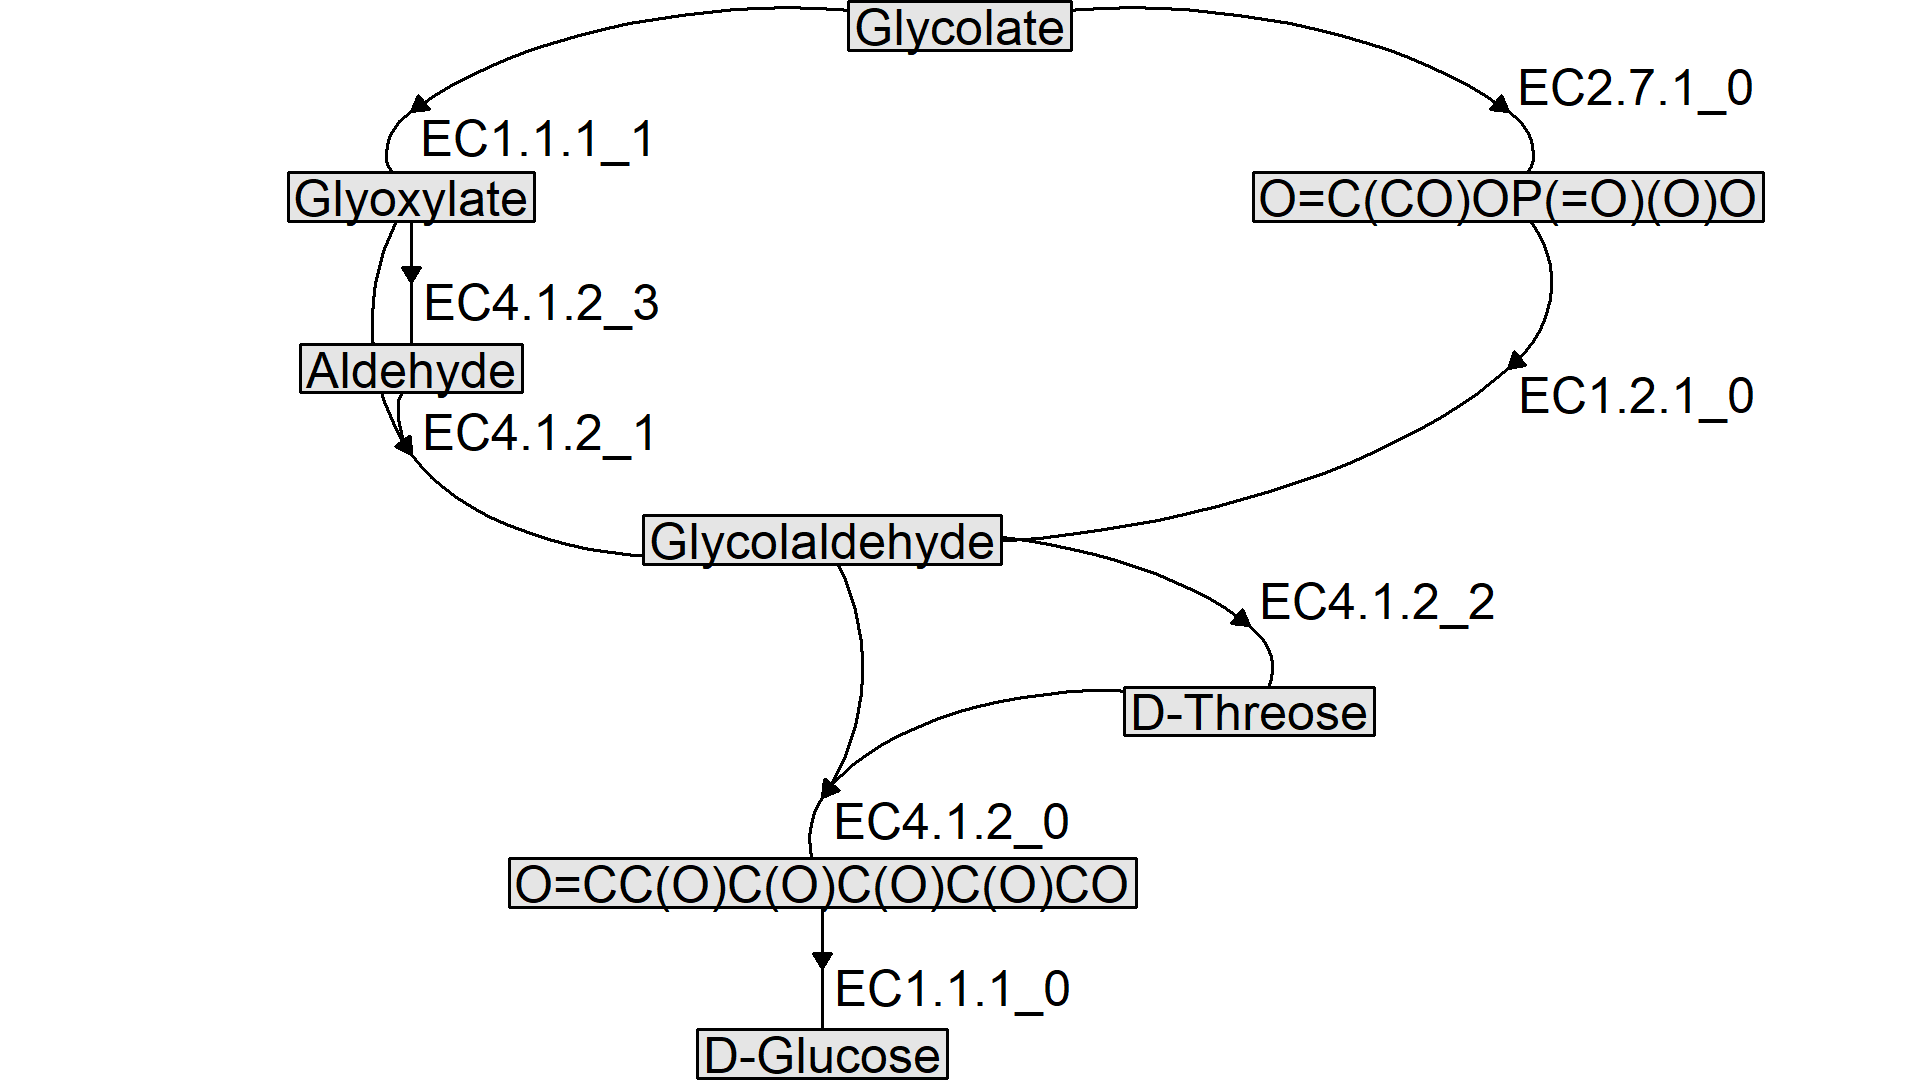 Glycolate
EC2.7.1_0
EC1.1.1_1
Glyoxylate
O=C(CO)OP(=O)(O)O
EC4.1.2_3
Aldehyde
EC1.2.1_0
EC4.1.2_1
Glycolaldehyde
EC4.1.2_2
D-Threose
EC4.1.2_0
O=CC(O)C(O)C(O)C(O)CO
EC1.1.1_0
D-Glucose